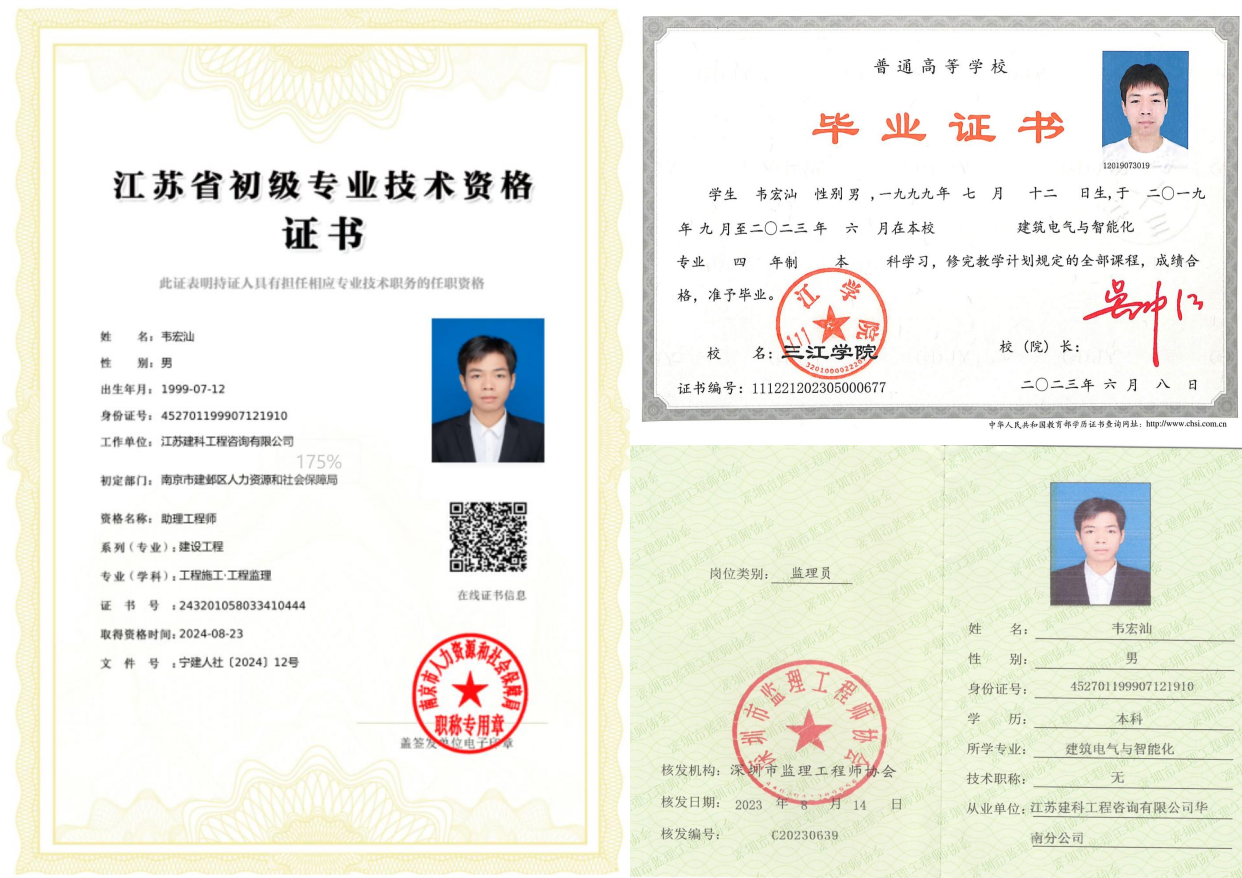 江苏省初级专业技术资格
证书
此证表明持证人具有担任相应专业技术职务的任职资格
姓 名：韦宏汕
性 别：男
出生年月：1999-07-12
身份证号：452701199907121910
工作单位：江苏建科工程咨询有限公司
175%
初定部门：南京市建邺区人力资源和社会保障局
资格名称：助理工程师
系列（专业）：建设工程
专业（学科）：工程施工·工程监理
证 书 号 ：243201058033410444
取得资格时间：2024-08-23
文 件 号 ：宁建人社〔2024〕12号
在线证书信息
南京市人力资源和社会保障局
职称专用章
盖签发单位电子印章
普通高等学校
毕业证书
12019073019
学生 韦宏汕 性别 男 ，一九九九年 七 月 十二 日生，于 二〇一九
年 九 月至二〇二三 年 六 月在本校 建筑电气与智能化
专业 四 年制 本 科学习，修完教学计划规定的全部课程，成绩合
格，准予毕业。
三江学院
校 名：三江学院
校（院）长：
吴中江
证书编号：111221202305000677
二〇二三年 六 月 八 日
中华人民共和国教育部学历证书查询网址：http://www.chsi.com.cn
岗位类别：监理员
深圳市监理工程师协会
核发机构：深圳市监理工程师协会
核发日期：2023 年 8 月 14 日
核发编号：C20230639
姓 名：韦宏汕
性 别：男
身份证号：452701199907121910
学 历：本科
所学专业：建筑电气与智能化
技术职称：无
从业单位：江苏建科工程咨询有限公司华
南分公司